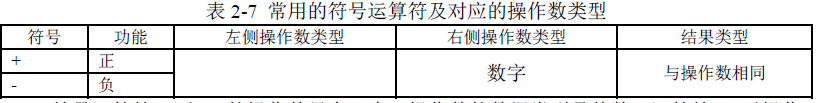 表 2-7 常用的符号运算符及对应的操作数类型
符号 功能 左侧操作数类型 右侧操作数类型 结果类型
+ 正
数字 与操作数相同
- 负